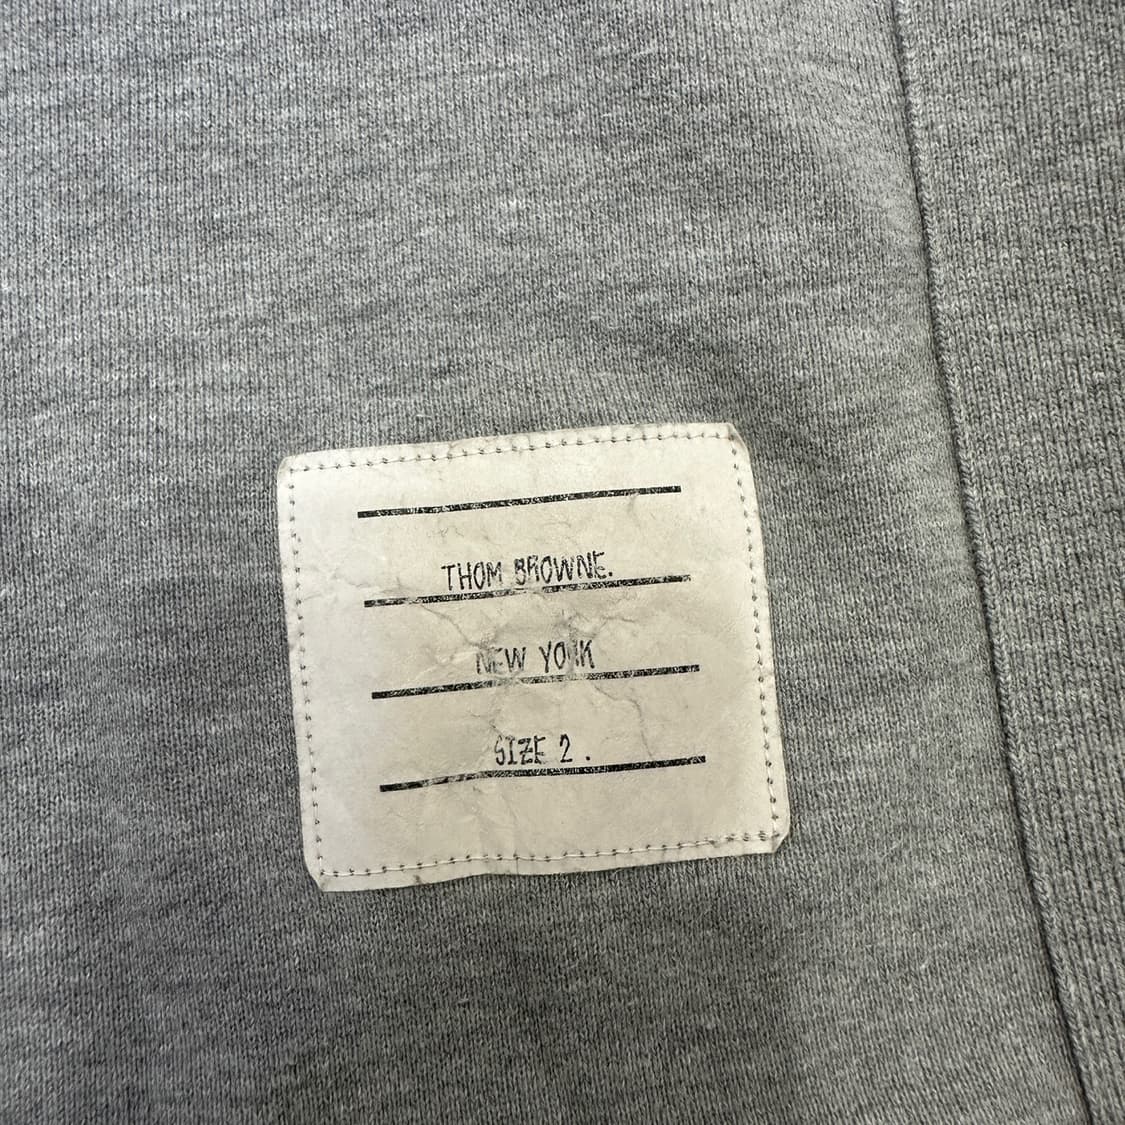 THOM BROWNE.
NEW YORK
SIZE 2 .